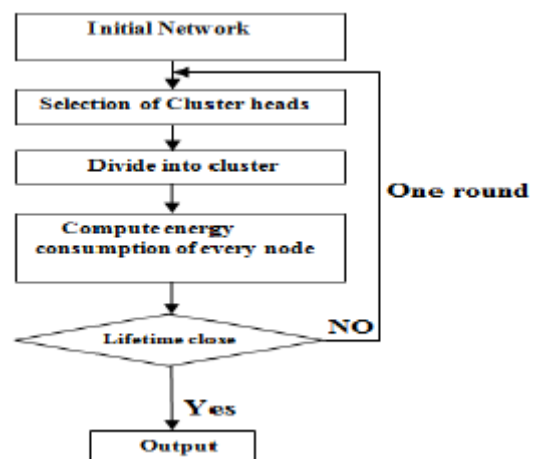 Initial Network
Selection of Cluster heads
Divide into cluster
One round
Compute energy
consumption of every node
Lifetime close
NO
Yes
Output